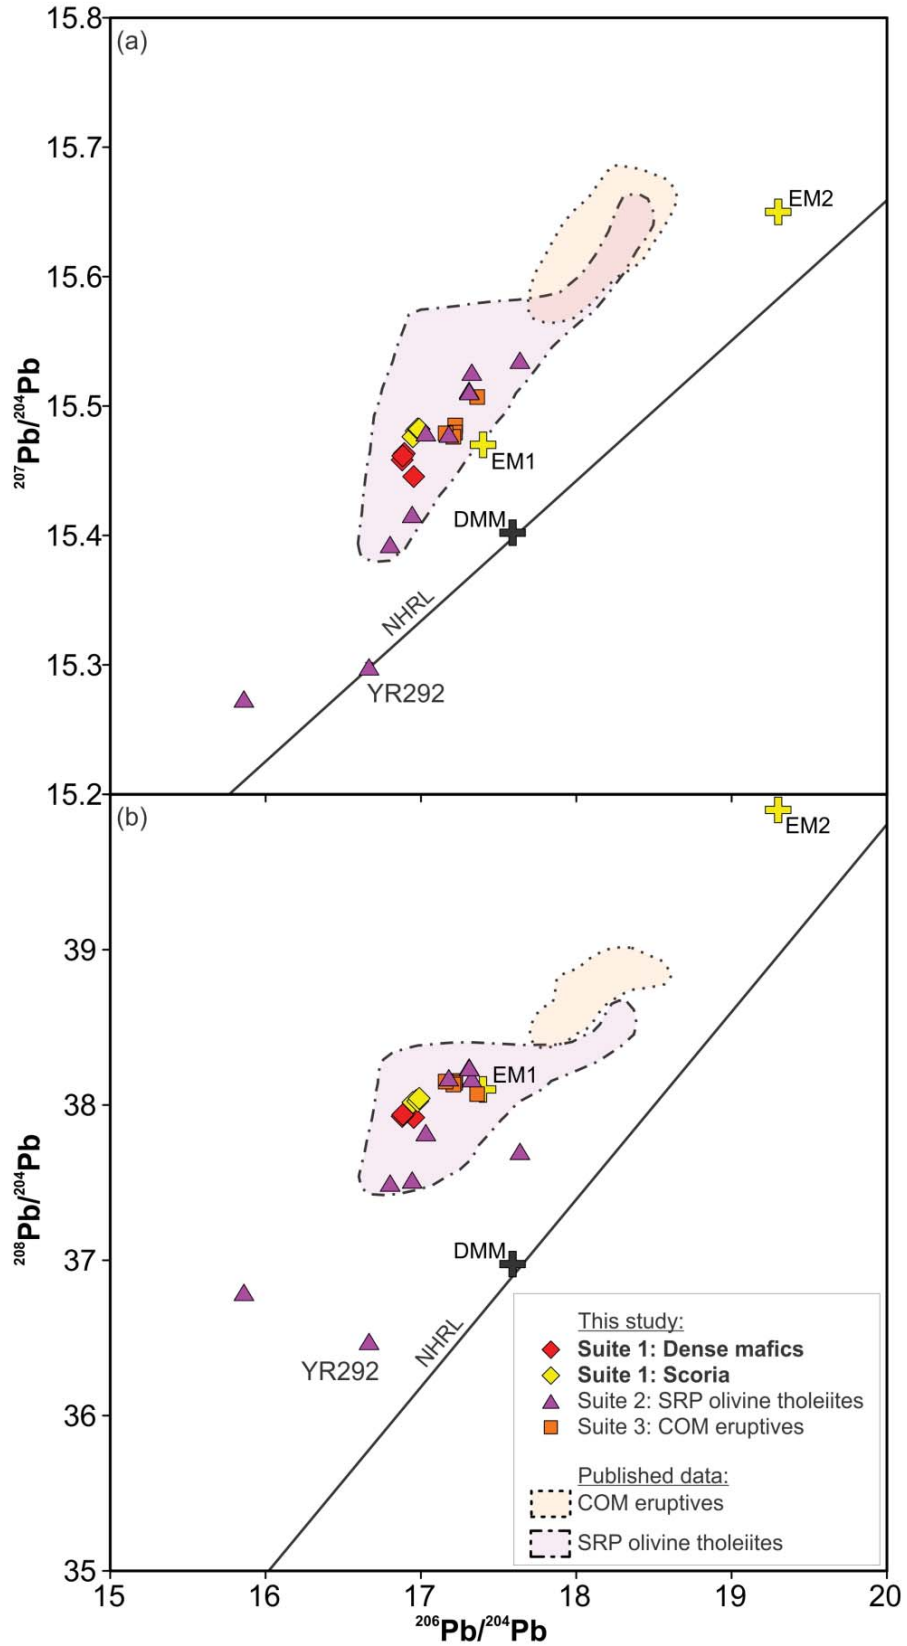 (a)
15.8
15.7
15.6
15.5
15.4
15.3
15.2
²⁰⁷Pb/²⁰⁴Pb
EM2
EM1
DMM
NHRL
YR292
(b)
EM2
39
38
37
36
35
²⁰⁸Pb/²⁰⁴Pb
EM1
DMM
NHRL
YR292
This study:
Suite 1: Dense mafics
Suite 1: Scoria
Suite 2: SRP olivine tholeiites
Suite 3: COM eruptives
Published data:
COM eruptives
SRP olivine tholeiites
15 16 17 18 19 20
²⁰⁶Pb/²⁰⁴Pb